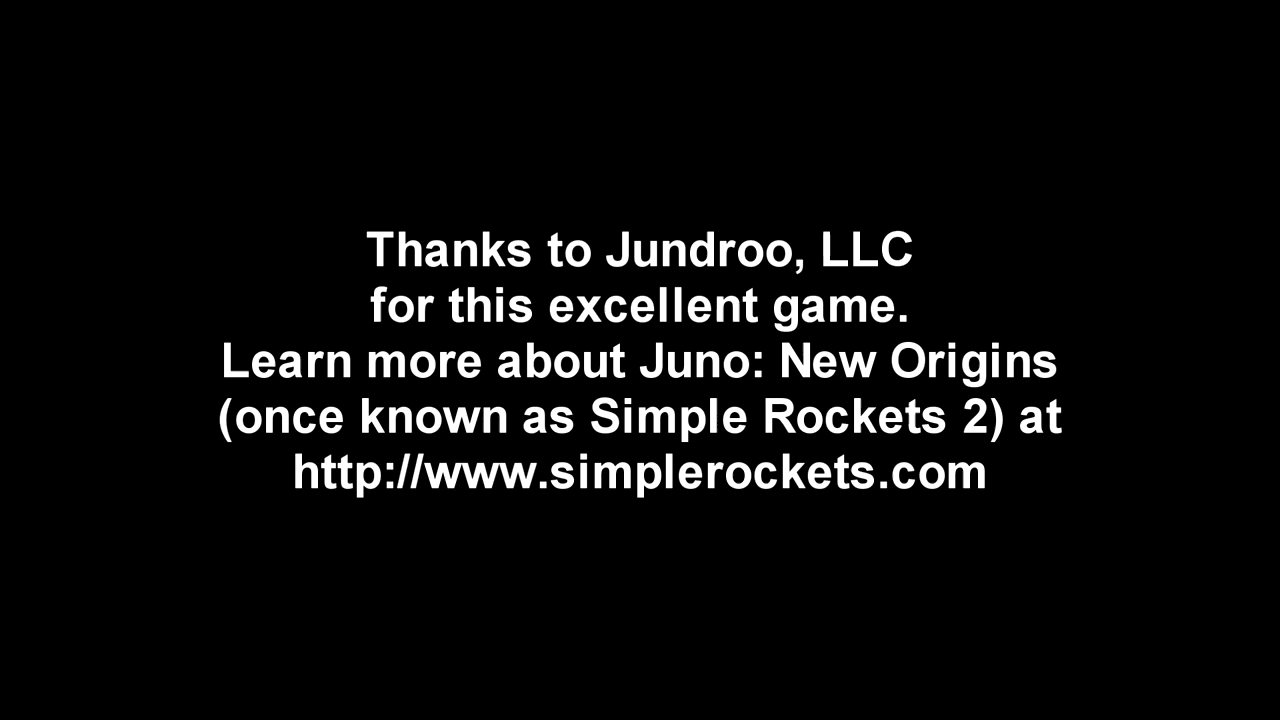 Thanks to Jundroo, LLC
for this excellent game.
Learn more about Juno: New Origins
(once known as Simple Rockets 2) at
http://www.simplerockets.com